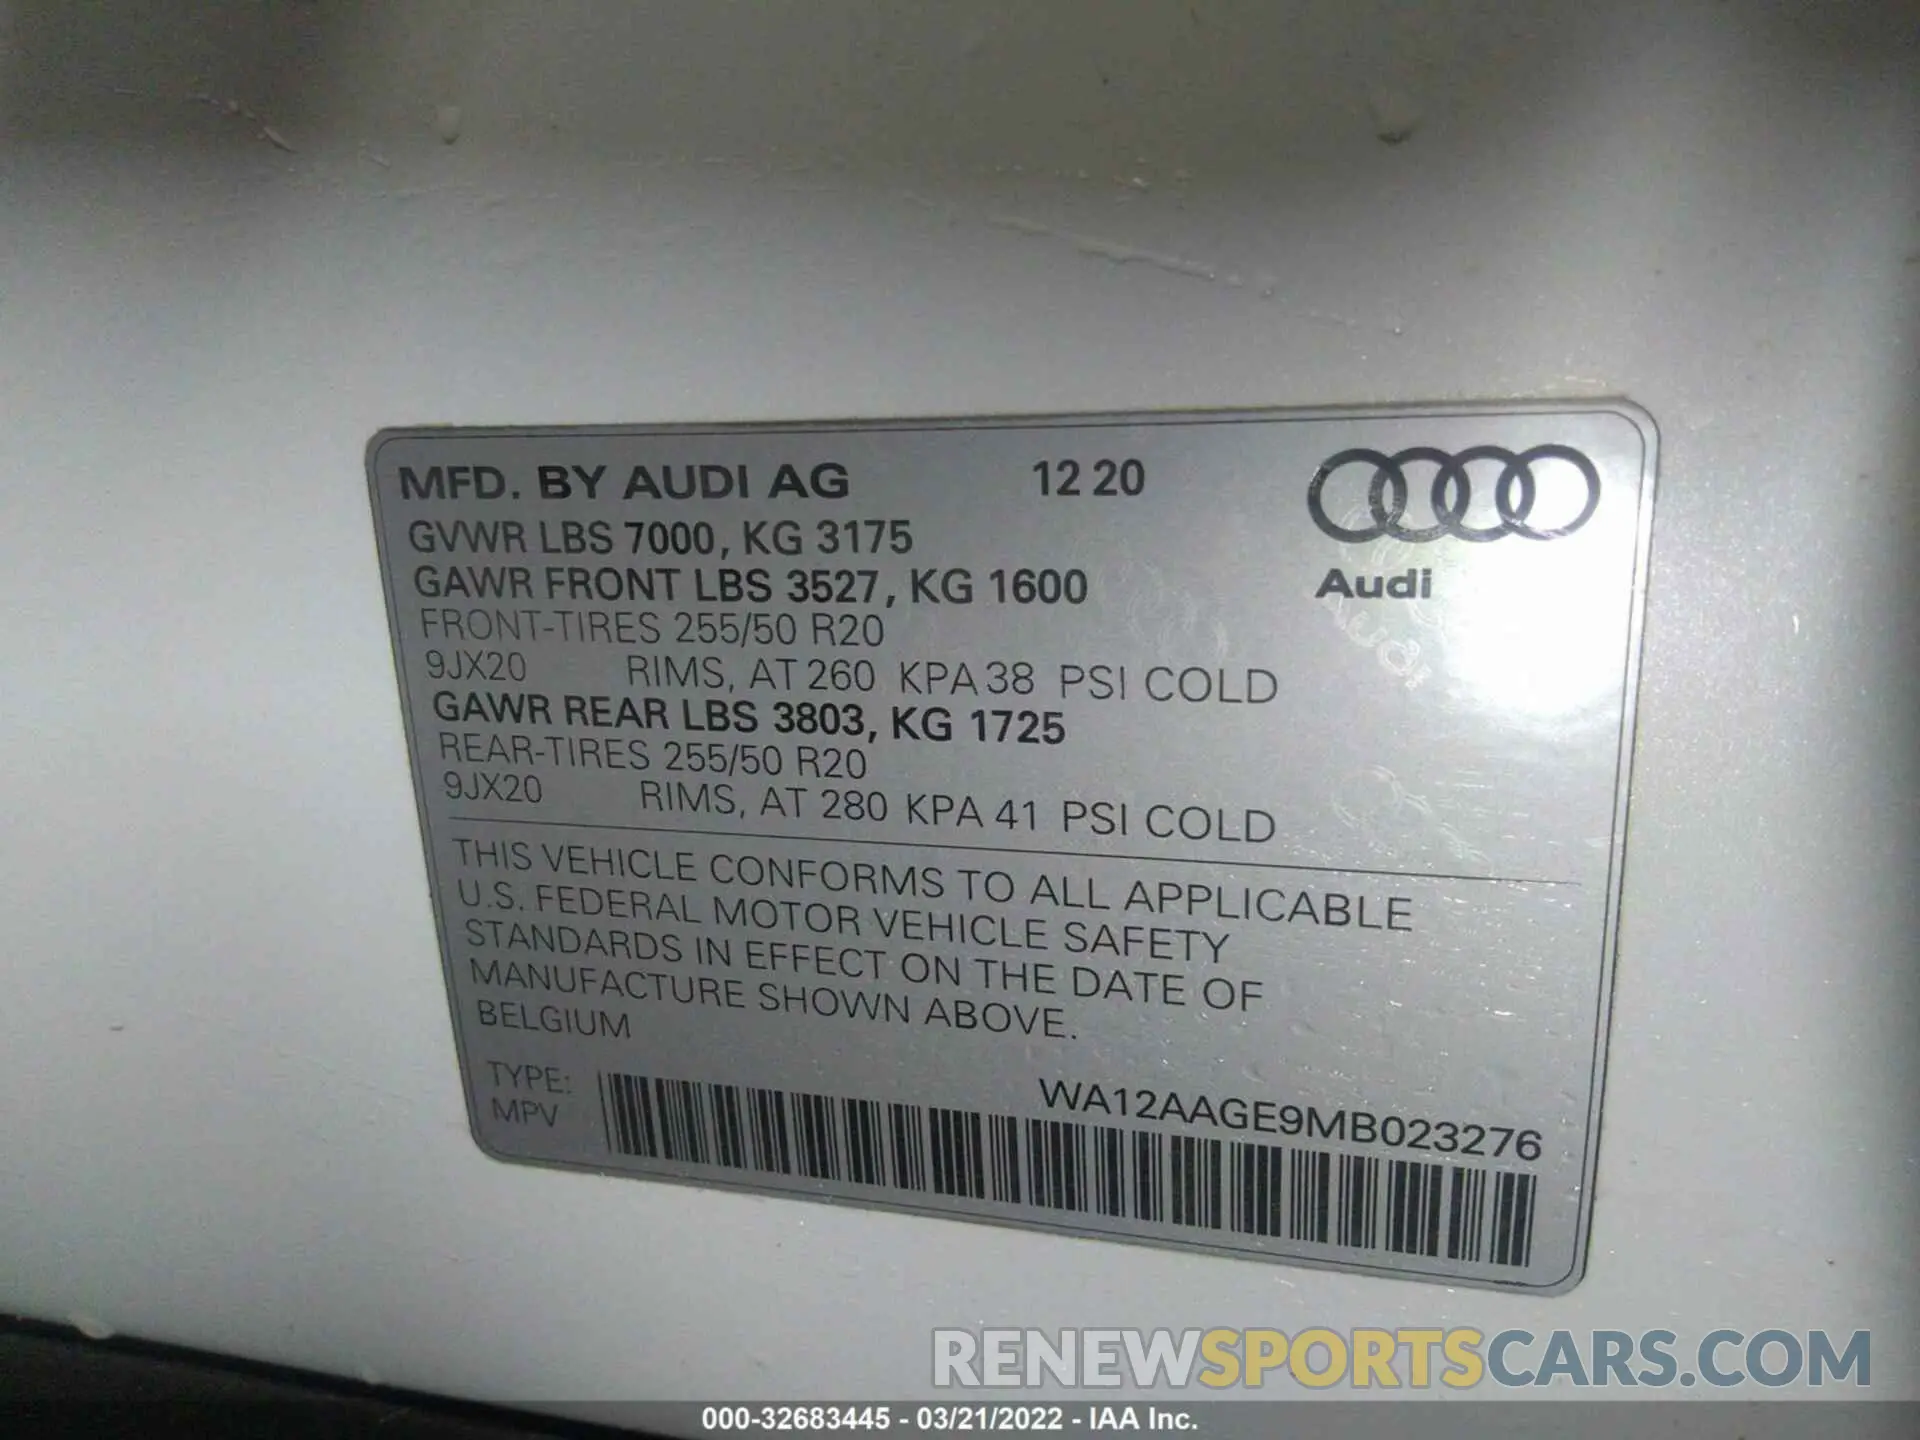 MFD. BY AUDI AG 12 20
GVWR LBS 7000, KG 3175
GAWR FRONT LBS 3527, KG 1600
Audi
FRONT-TIRES 255/50 R20
9JX20 RIMS, AT 260 KPA 38 PSI COLD
GAWR REAR LBS 3803, KG 1725
REAR-TIRES 255/50 R20
9JX20 RIMS, AT 280 KPA 41 PSI COLD
THIS VEHICLE CONFORMS TO ALL APPLICABLE
U.S. FEDERAL MOTOR VEHICLE SAFETY
STANDARDS IN EFFECT ON THE DATE OF
MANUFACTURE SHOWN ABOVE.
BELGIUM
TYPE:
MPV
WA12AAGE9MB023276
RENEWSPORTSCARS.COM
000-32683445 - 03/21/2022 - IAA Inc.